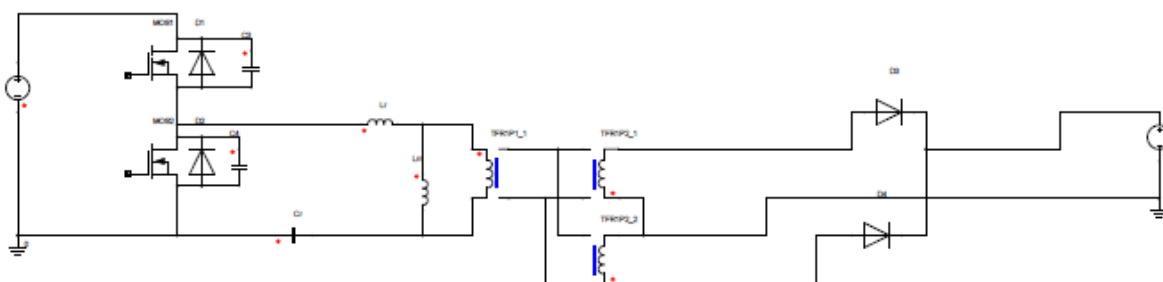 MOS1
D1
C3
D3
Lr
MOS2
D2
C4
TFR1P1_1
TFR1P2_1
Lm
D4
Cr
TFR1P2_2